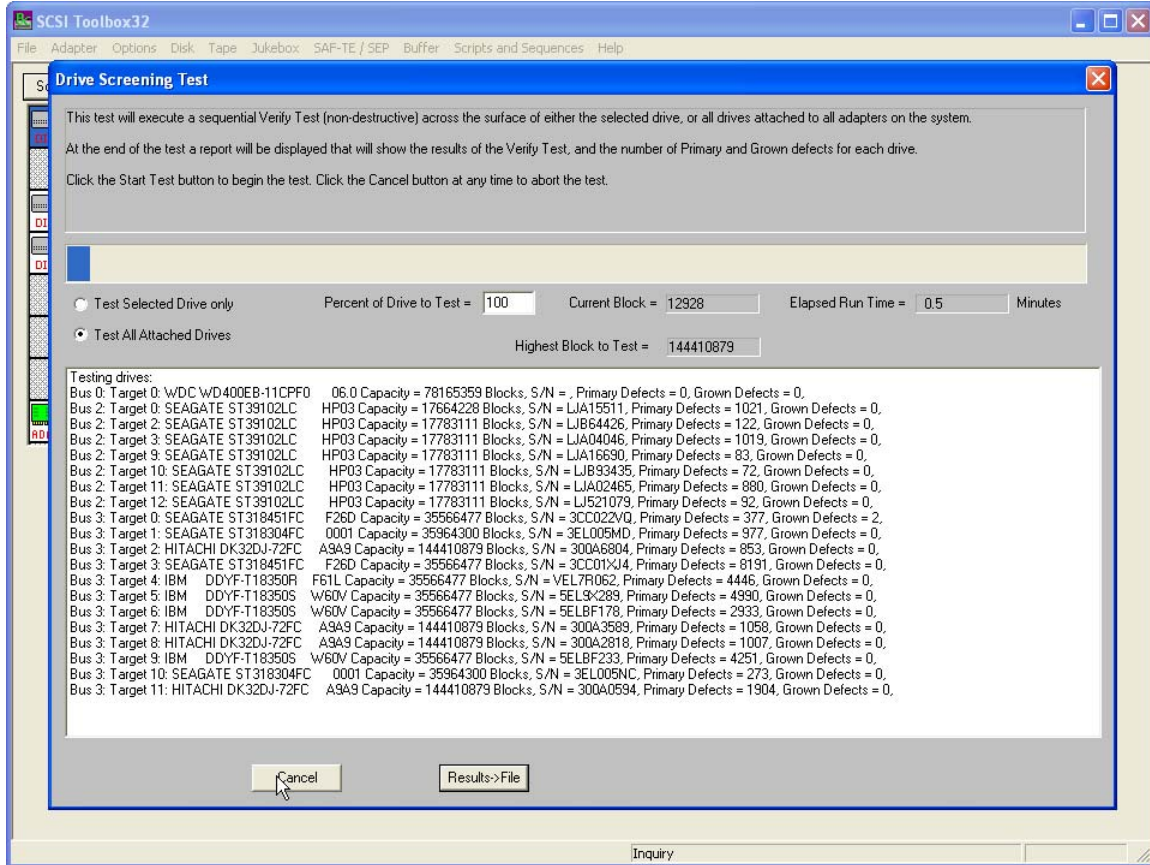 SCSI Toolbox32
File Adapter Options Disk Tape Jukebox SAF-TE / SEP Buffer Scripts and Sequences Help
Drive Screening Test
This test will execute a sequential Verify Test (non-destructive) across the surface of either the selected drive, or all drives attached to all adapters on the system.
At the end of the test a report will be displayed that will show the results of the Verify Test, and the number of Primary and Grown defects for each drive.
Click the Start Test button to begin the test. Click the Cancel button at any time to abort the test.
Test Selected Drive only Percent of Drive to Test = 100 Current Block = 12928 Elapsed Run Time = 0.5 Minutes
Test All Attached Drives
Highest Block to Test = 144410879
Testing drives:
Bus 0: Target 0: WDC WD400EB-11CPF0 06.0 Capacity = 78165359 Blocks, S/N = , Primary Defects = 0, Grown Defects = 0,
Bus 2: Target 0: SEAGATE ST39102LC HP03 Capacity = 17664228 Blocks, S/N = LJA15511, Primary Defects = 1021, Grown Defects = 0,
Bus 2: Target 2: SEAGATE ST39102LC HP03 Capacity = 17783111 Blocks, S/N = LJB64426, Primary Defects = 122, Grown Defects = 0,
Bus 2: Target 3: SEAGATE ST39102LC HP03 Capacity = 17783111 Blocks, S/N = LJA04046, Primary Defects = 1019, Grown Defects = 0,
Bus 2: Target 9: SEAGATE ST39102LC HP03 Capacity = 17783111 Blocks, S/N = LJA16690, Primary Defects = 83, Grown Defects = 0,
Bus 2: Target 10: SEAGATE ST39102LC HP03 Capacity = 17783111 Blocks, S/N = LJB93435, Primary Defects = 72, Grown Defects = 0,
Bus 2: Target 11: SEAGATE ST39102LC HP03 Capacity = 17783111 Blocks, S/N = LJA02465, Primary Defects = 880, Grown Defects = 0,
Bus 2: Target 12: SEAGATE ST39102LC HP03 Capacity = 17783111 Blocks, S/N = LJ521079, Primary Defects = 92, Grown Defects = 0,
Bus 3: Target 0: SEAGATE ST318451FC F26D Capacity = 35566477 Blocks, S/N = 3CC022VQ, Primary Defects = 377, Grown Defects = 2,
Bus 3: Target 1: SEAGATE ST318304FC 0001 Capacity = 35964300 Blocks, S/N = 3EL005MD, Primary Defects = 977, Grown Defects = 0,
Bus 3: Target 2: HITACHI DK32DJ-72FC A9A9 Capacity = 144410879 Blocks, S/N = 300A6804, Primary Defects = 853, Grown Defects = 0,
Bus 3: Target 3: SEAGATE ST318451FC F26D Capacity = 35566477 Blocks, S/N = 3CC01XJ4, Primary Defects = 8191, Grown Defects = 0,
Bus 3: Target 4: IBM DDYF-T18350R F61L Capacity = 35566477 Blocks, S/N = VEL7R062, Primary Defects = 4446, Grown Defects = 0,
Bus 3: Target 5: IBM DDYF-T18350S W60V Capacity = 35566477 Blocks, S/N = 5EL9X289, Primary Defects = 4990, Grown Defects = 0,
Bus 3: Target 6: IBM DDYF-T18350S W60V Capacity = 35566477 Blocks, S/N = 5ELBF178, Primary Defects = 2933, Grown Defects = 0,
Bus 3: Target 7: HITACHI DK32DJ-72FC A9A9 Capacity = 144410879 Blocks, S/N = 300A3589, Primary Defects = 1058, Grown Defects = 0,
Bus 3: Target 8: HITACHI DK32DJ-72FC A9A9 Capacity = 144410879 Blocks, S/N = 300A2818, Primary Defects = 1007, Grown Defects = 0,
Bus 3: Target 9: IBM DDYF-T18350S W60V Capacity = 35566477 Blocks, S/N = 5ELBF233, Primary Defects = 4251, Grown Defects = 0,
Bus 3: Target 10: SEAGATE ST318304FC 0001 Capacity = 35964300 Blocks, S/N = 3EL005NC, Primary Defects = 273, Grown Defects = 0,
Bus 3: Target 11: HITACHI DK32DJ-72FC A9A9 Capacity = 144410879 Blocks, S/N = 300A0594, Primary Defects = 1904, Grown Defects = 0,
Cancel Results->File
Inquiry